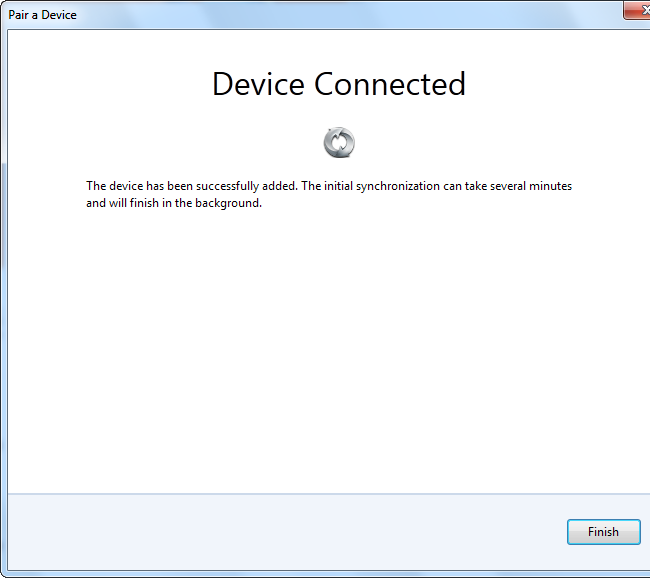 Pair a Device
Device Connected
The device has been successfully added. The initial synchronization can take several minutes
and will finish in the background.
Finish